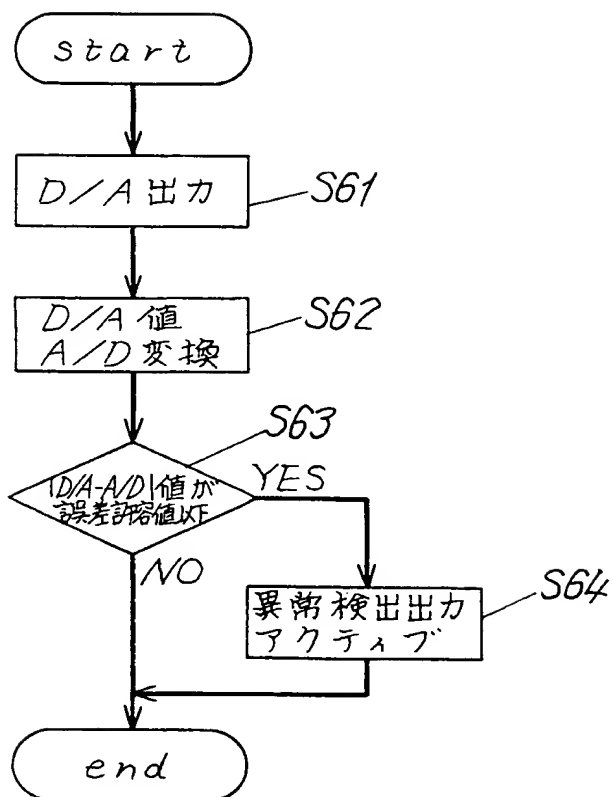 start
D/A出力
S61
D/A値
A/D変換
S62
S63
|D/A-A/D|値が
誤差許容値以下
YES
NO
異常検出出力
アクティブ
S64
end